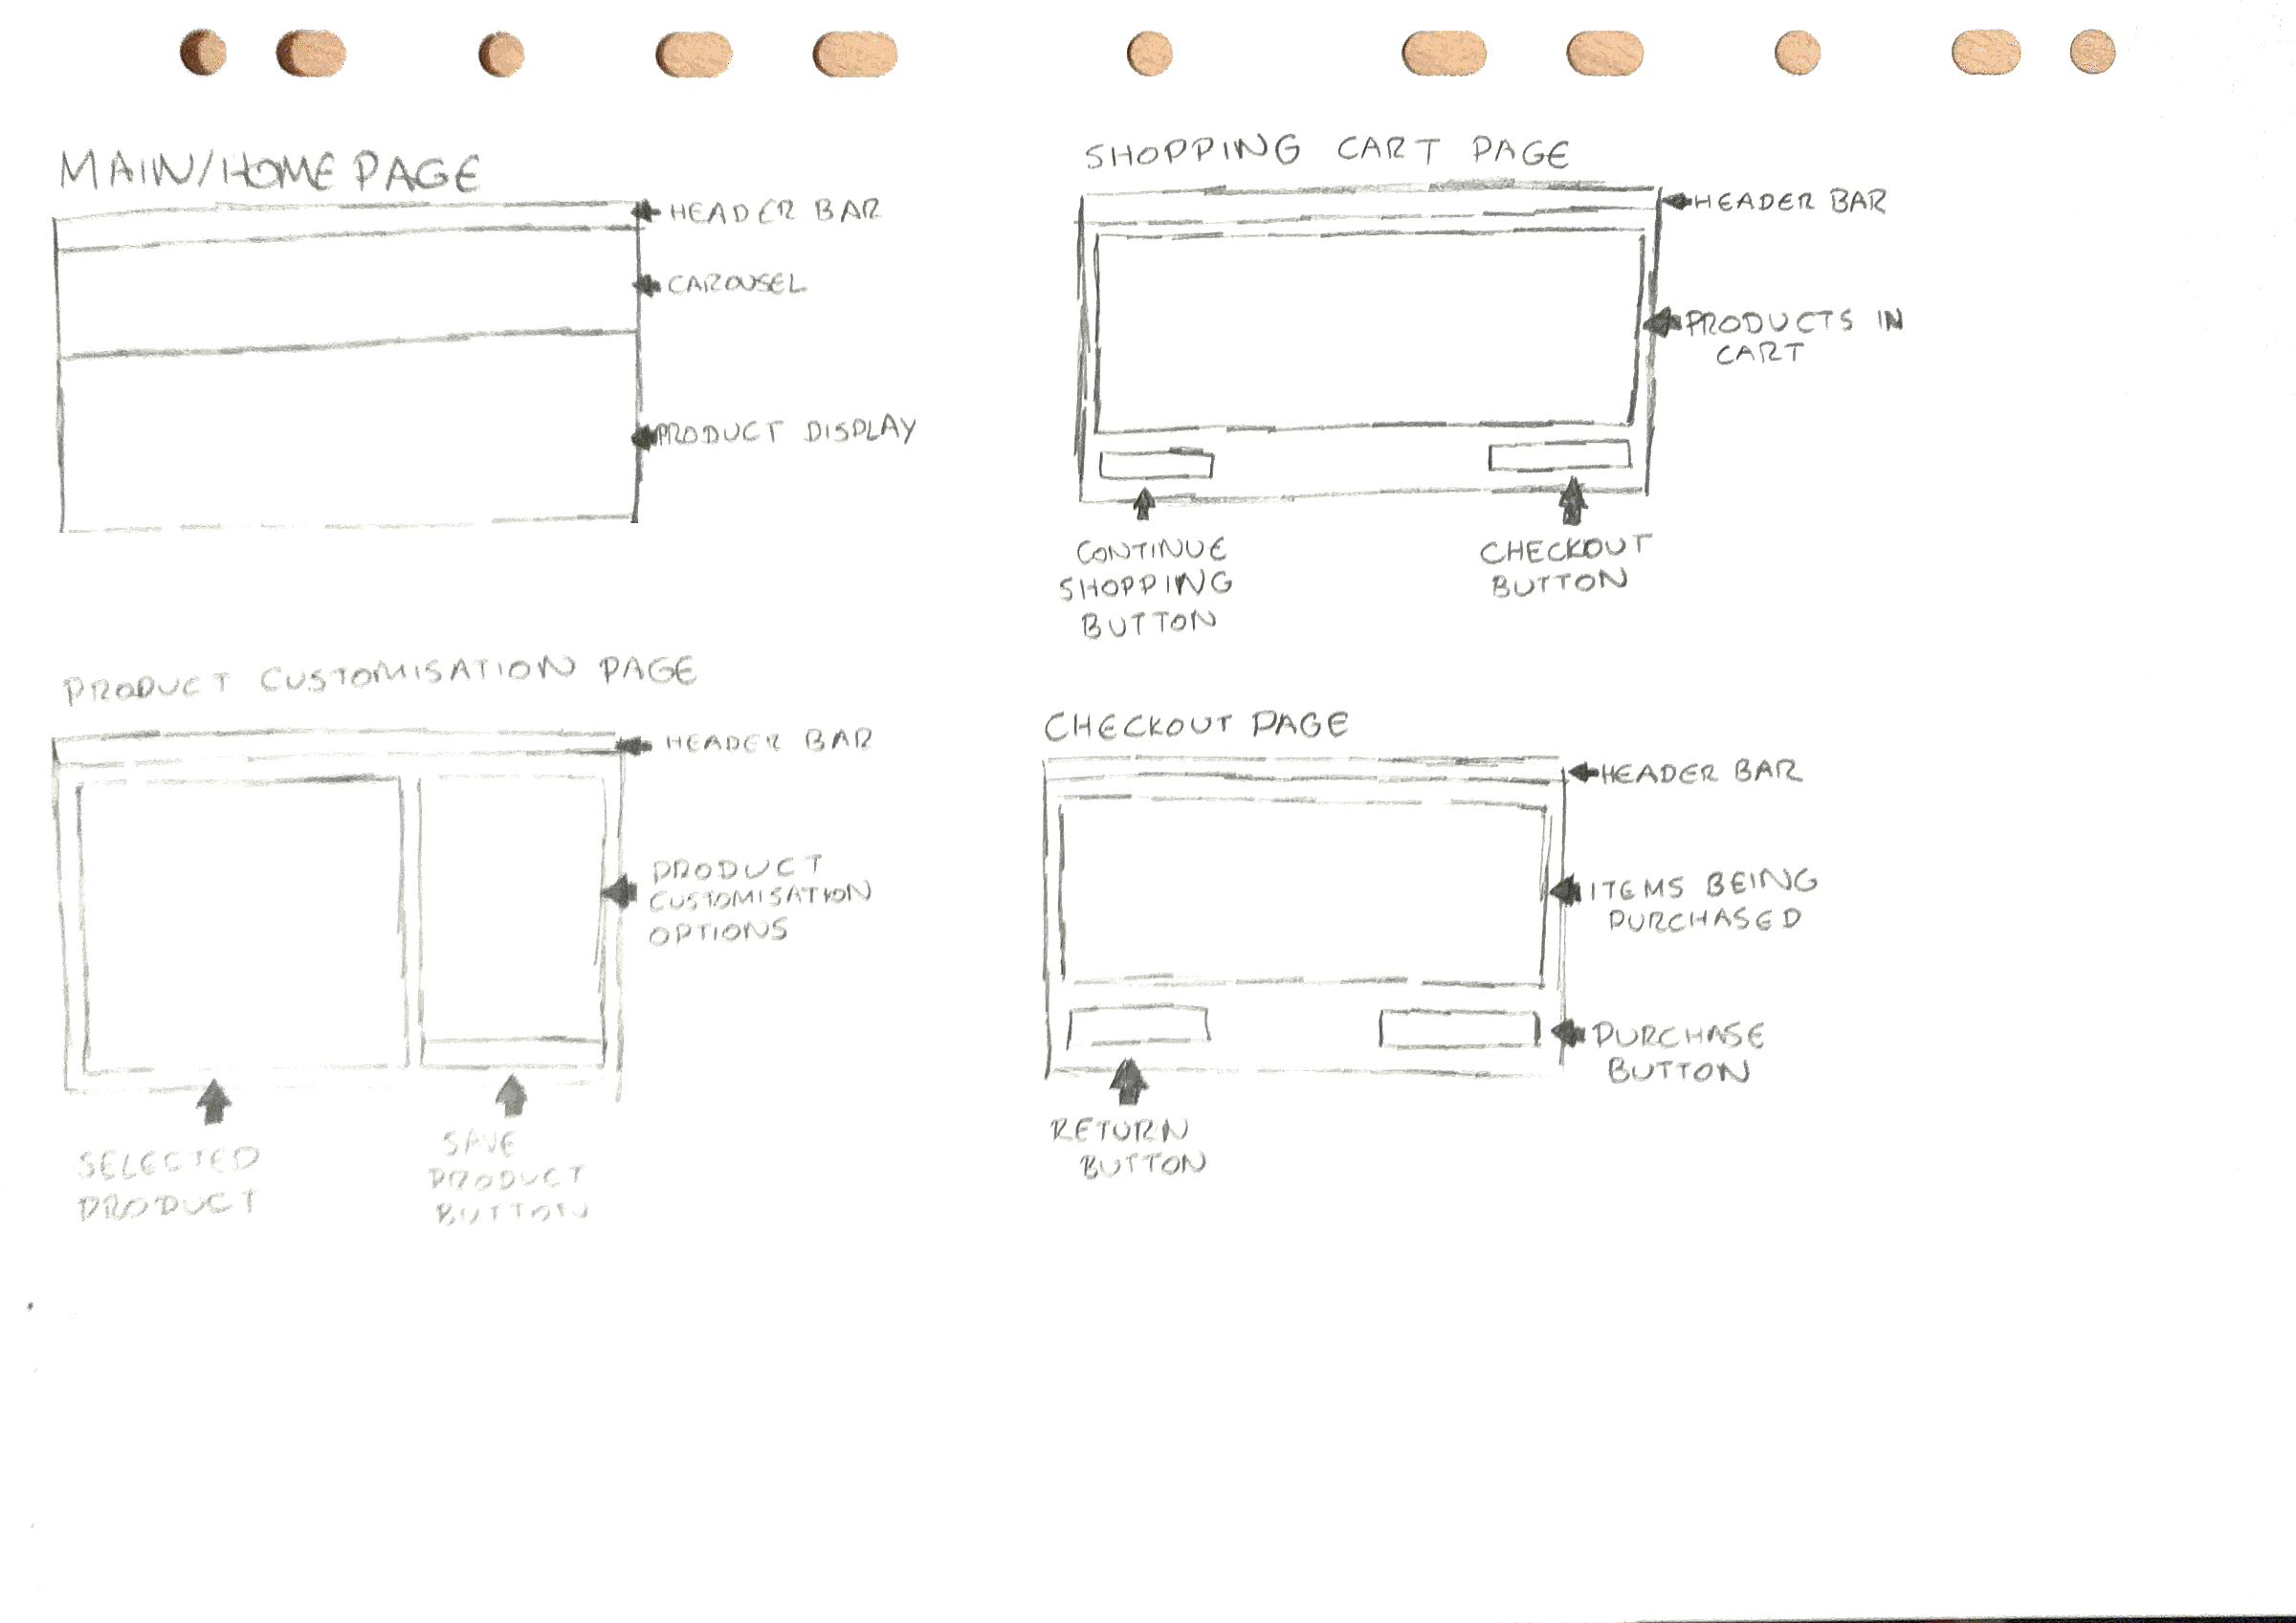 MAIN/HOME PAGE
HEADER BAR
CAROUSEL
PRODUCT DISPLAY
PRODUCT CUSTOMISATION PAGE
HEADER BAR
PRODUCT
CUSTOMISATION
OPTIONS
SELECTED
PRODUCT
SAVE
PRODUCT
BUTTON
SHOPPING CART PAGE
HEADER BAR
PRODUCTS IN
CART
CONTINUE
SHOPPING
BUTTON
CHECKOUT
BUTTON
CHECKOUT PAGE
HEADER BAR
ITEMS BEING
PURCHASED
PURCHASE
BUTTON
RETURN
BUTTON